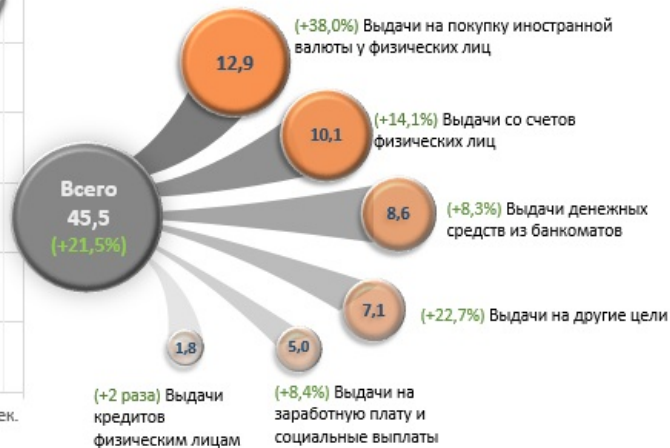 (+38,0%) Выдачи на покупку иностранной
валюты у физических лиц
12,9
(+14,1%) Выдачи со счетов
физических лиц
10,1
Всего
45,5
(+21,5%)
8,6
(+8,3%) Выдачи денежных
средств из банкоматов
7,1
(+22,7%) Выдачи на другие цели
1,8
5,0
(+2 раза) Выдачи
кредитов
физическим лицам
(+8,4%) Выдачи на
заработную плату и
социальные выплаты
ек.